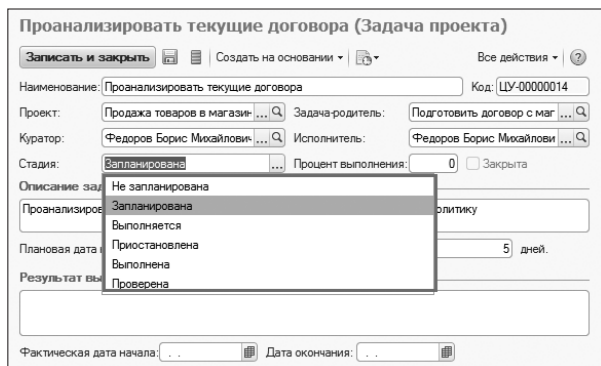 Проанализировать текущие договора (Задача проекта)
Записать и закрыть Создать на основании Все действия ?
Наименование: Проанализировать текущие договора Код: ЦУ-00000014
Проект: Продажа товаров в магазин ... Задача-родитель: Подготовить договор с маг ...
Куратор: Федоров Борис Михайлович ... Исполнитель: Федоров Борис Михайлови ...
Стадия: Запланирована ... Процент выполнения: 0 Закрыта
Описание зад
Не запланирована
Запланирована
Проанализиров олитику
Выполняется
Приостановлена
Плановая дата 5 дней.
Выполнена
Результат вы
Проверена
Фактическая дата начала: . . Дата окончания: . .